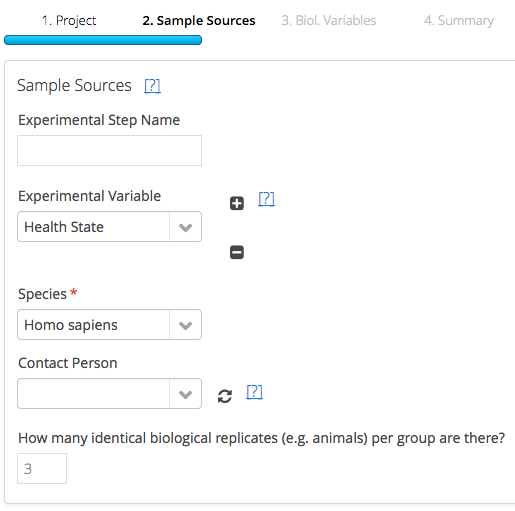 1. Project 2. Sample Sources 3. Biol. Variables 4. Summary
Sample Sources [?]
Experimental Step Name
Experimental Variable
[?]
Health State
Species *
Homo sapiens
Contact Person
[?]
How many identical biological replicates (e.g. animals) per group are there?
3